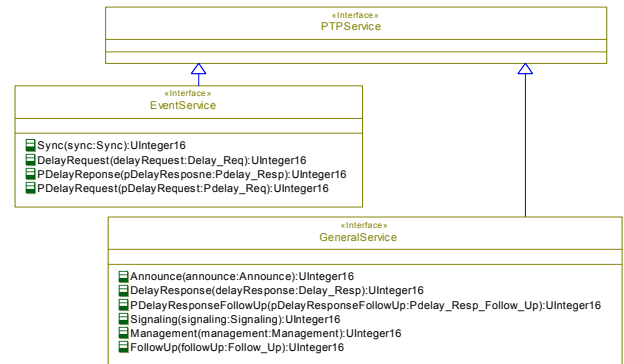 «Interface»
PTPService
«Interface»
EventService
Sync(sync:Sync):UInteger16
DelayRequest(delayRequest:Delay_Req):UInteger16
PDelayReponse(pDelayResposne:Pdelay_Resp):UInteger16
PDelayRequest(pDelayRequest:Pdelay_Req):UInteger16
«Interface»
GeneralService
Announce(announce:Announce):UInteger16
DelayResponse(delayResponse:Delay_Resp):UInteger16
PDelayResponseFollowUp(pDelayResponseFollowUp:Pdelay_Resp_Follow_Up):UInteger16
Signaling(signaling:Signaling):UInteger16
Management(management:Management):UInteger16
FollowUp(followUp:Follow_Up):UInteger16